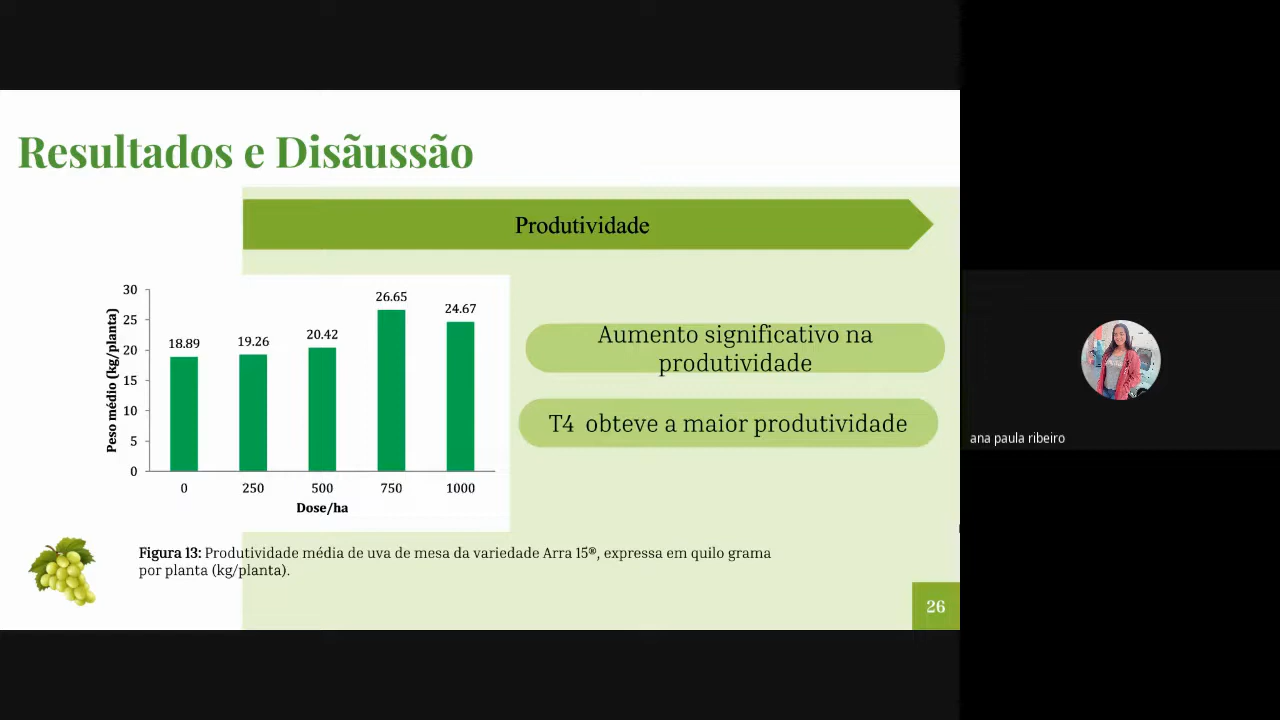 Resultados e Disãussão
Produtividade
Peso médio (kg/planta)
30
25
20
15
10
5
0
18.89
19.26
20.42
26.65
24.67
0
250
500
750
1000
Dose/ha
Aumento significativo na
produtividade
T4 obteve a maior produtividade
Figura 13: Produtividade média de uva de mesa da variedade Arra 15®, expressa em quilo grama
por planta (kg/planta).
26
ana paula ribeiro